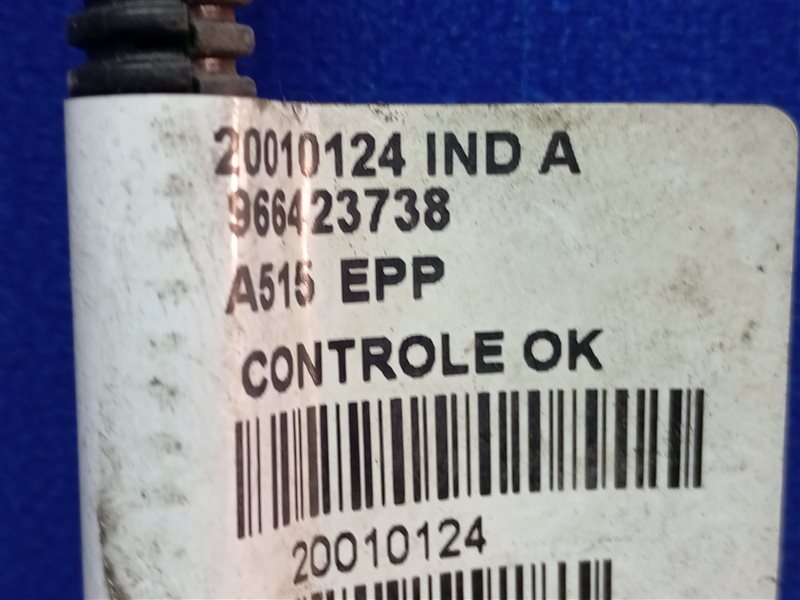 20010124 IND A
966423738
A515 EPP
CONTROLE OK
20010124